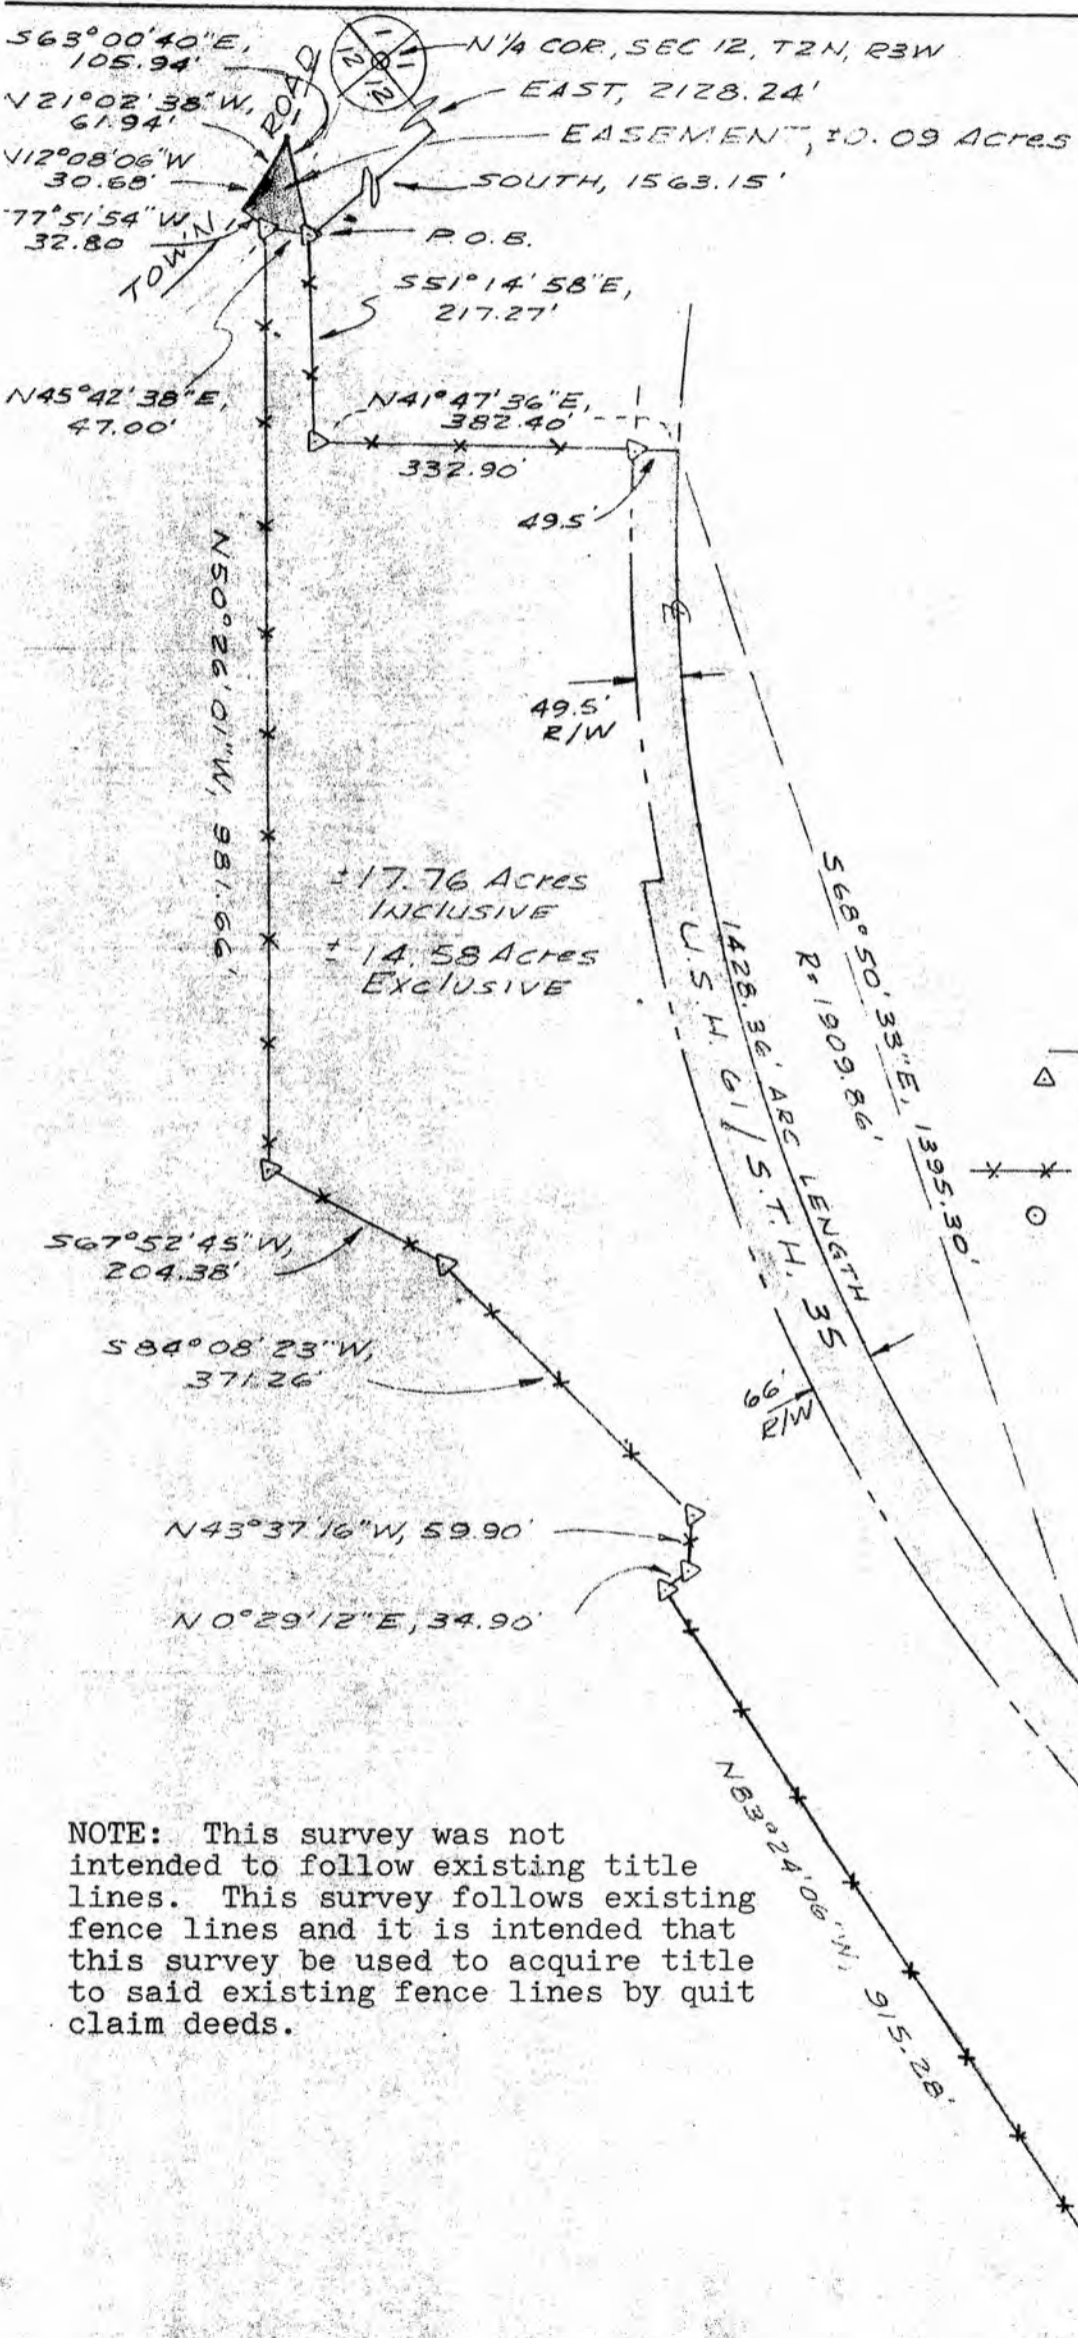 S63°00'40"E,
105.94'
N21°02'38"W,
61.94'
N12°08'06"W
30.68'
77°51'54"W
32.80
TOWN
ROAD
1
11
12
12
N1/4 COR., SEC 12, T2N, R3W
EAST, 2128.24'
EASEMENT, ±0.09 Acres
SOUTH, 1563.15'
P.O.B.
S51°14'58"E,
217.27'
N45°42'38"E,
47.00'
N41°47'36"E,
382.40'
332.90'
49.5'
N50°26'01"W, 981.66'
49.5'
R/W
±17.76 Acres
INCLUSIVE
±14.58 Acres
EXCLUSIVE
S68°50'33"E, 1395.30'
R=1909.86'
1428.36' ARC LENGTH
U.S.H. 61 / S.T.H. 35
66'
R/W
S67°52'45"W,
204.38'
S84°08'23"W,
371.26'
N43°37'16"W, 59.90'
N0°29'12"E, 34.90'
N83°24'06"W, 915.28'
NOTE: This survey was not
intended to follow existing title
lines. This survey follows existing
fence lines and it is intended that
this survey be used to acquire title
to said existing fence lines by quit
claim deeds.